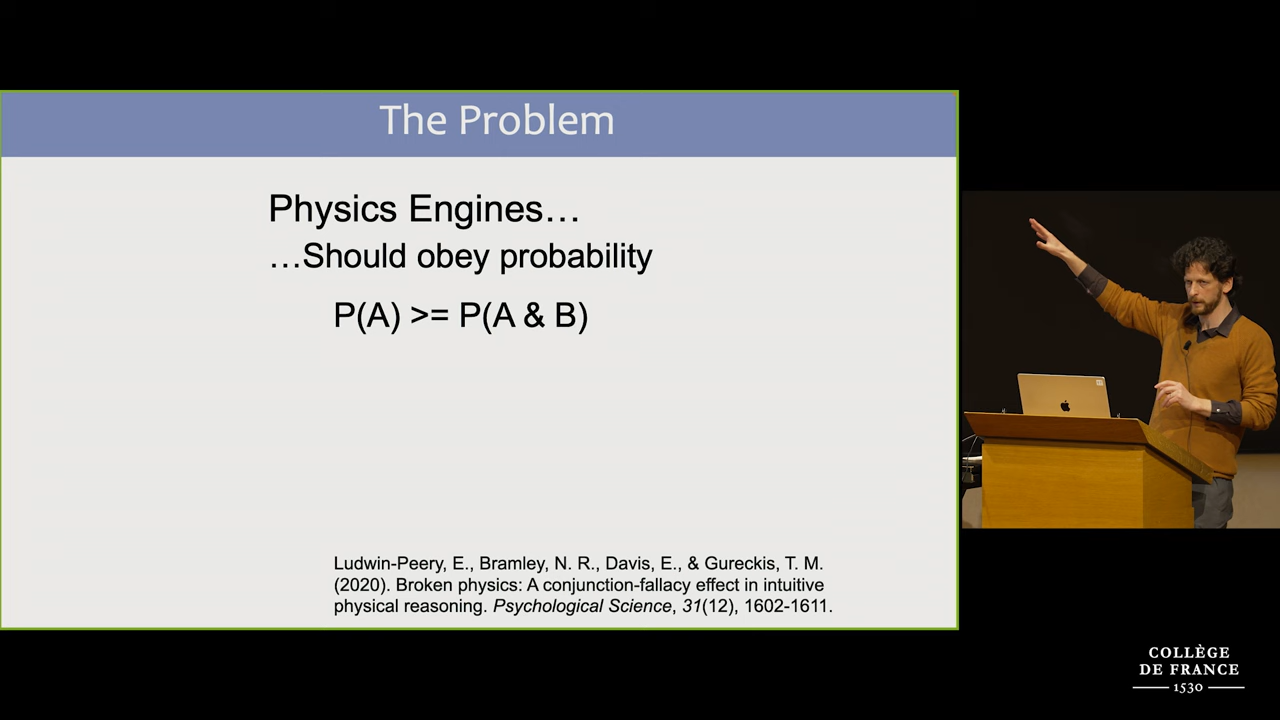 The Problem
Physics Engines…
…Should obey probability
P(A) >= P(A & B)
Ludwin-Peery, E., Bramley, N. R., Davis, E., & Gureckis, T. M.
(2020). Broken physics: A conjunction-fallacy effect in intuitive
physical reasoning. Psychological Science, 31(12), 1602-1611.
COLLÈGE
DE FRANCE
1530